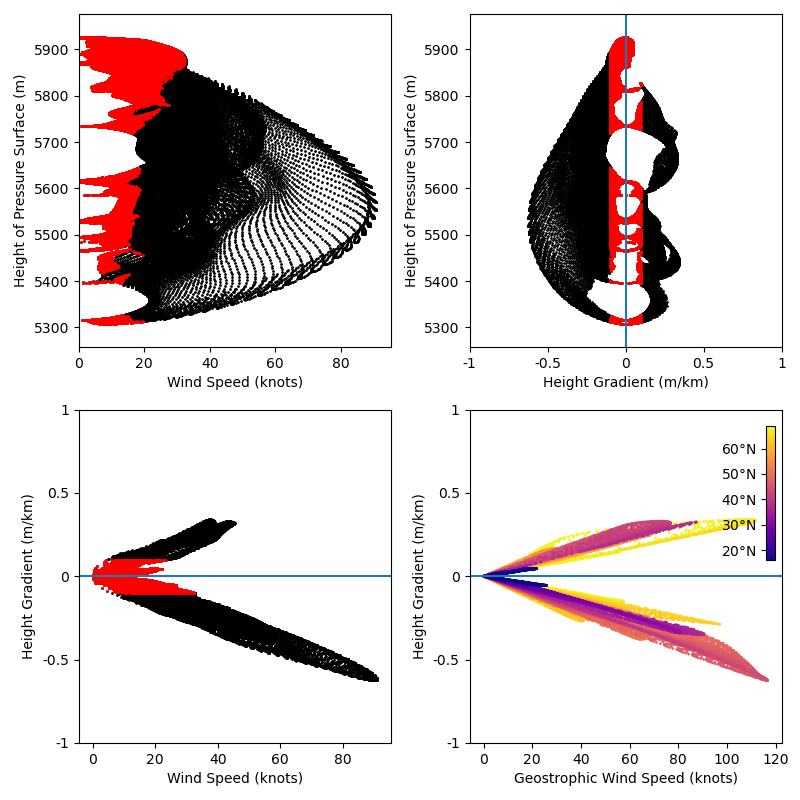 5900
5800
5700
5600
5500
5400
5300
Height of Pressure Surface (m)
0 20 40 60 80
Wind Speed (knots)
5900
5800
5700
5600
5500
5400
5300
Height of Pressure Surface (m)
-1 -0.5 0 0.5 1
Height Gradient (m/km)
1
0.5
0
-0.5
-1
Height Gradient (m/km)
0 20 40 60 80
Wind Speed (knots)
1
0.5
0
-0.5
-1
Height Gradient (m/km)
60°N
50°N
40°N
30°N
20°N
0 20 40 60 80 100 120
Geostrophic Wind Speed (knots)